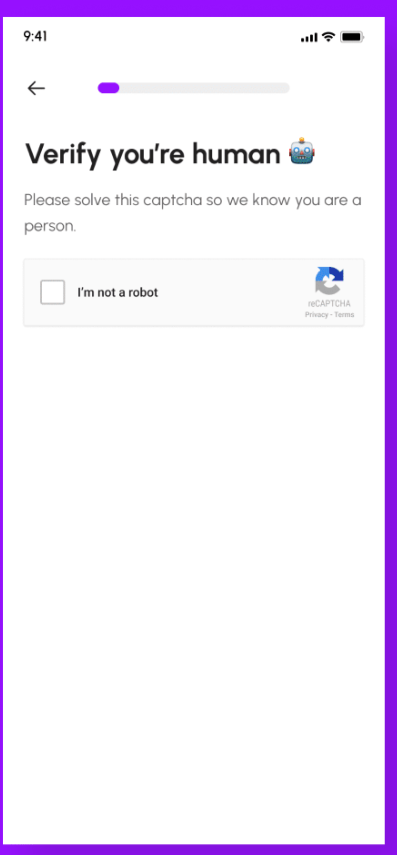 9:41
Verify you're human 🤖
Please solve this captcha so we know you are a
person.
I'm not a robot
reCAPTCHA
Privacy - Terms